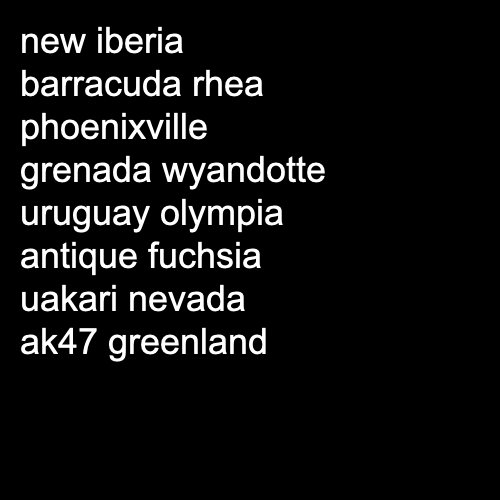 new iberia
barracuda rhea
phoenixville
grenada wyandotte
uruguay olympia
antique fuchsia
uakari nevada
ak47 greenland